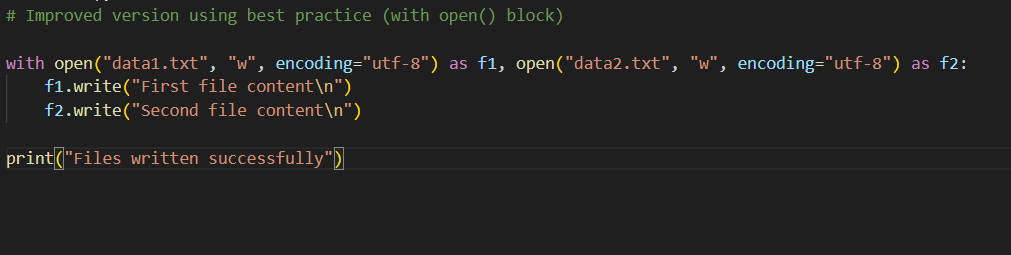 # Improved version using best practice (with open() block)
with open("data1.txt", "w", encoding="utf-8") as f1, open("data2.txt", "w", encoding="utf-8") as f2:
    f1.write("First file content\n")
    f2.write("Second file content\n")
print("Files written successfully")